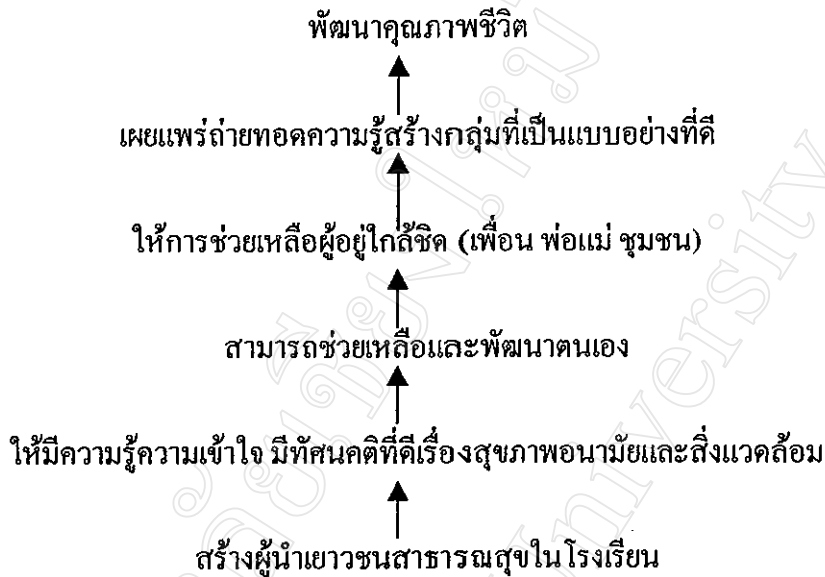 พัฒนาคุณภาพชีวิต
เผยแพร่ถ่ายทอดความรู้สร้างกลุ่มที่เป็นแบบอย่างที่ดี
ให้การช่วยเหลือผู้อยู่ใกล้ชิด (เพื่อน พ่อแม่ ชุมชน)
สามารถช่วยเหลือและพัฒนาตนเอง
ให้มีความรู้ความเข้าใจ มีทัศนคติที่ดีเรื่องสุขภาพอนามัยและสิ่งแวดล้อม
สร้างผู้นำเยาวชนสาธารณสุขในโรงเรียน